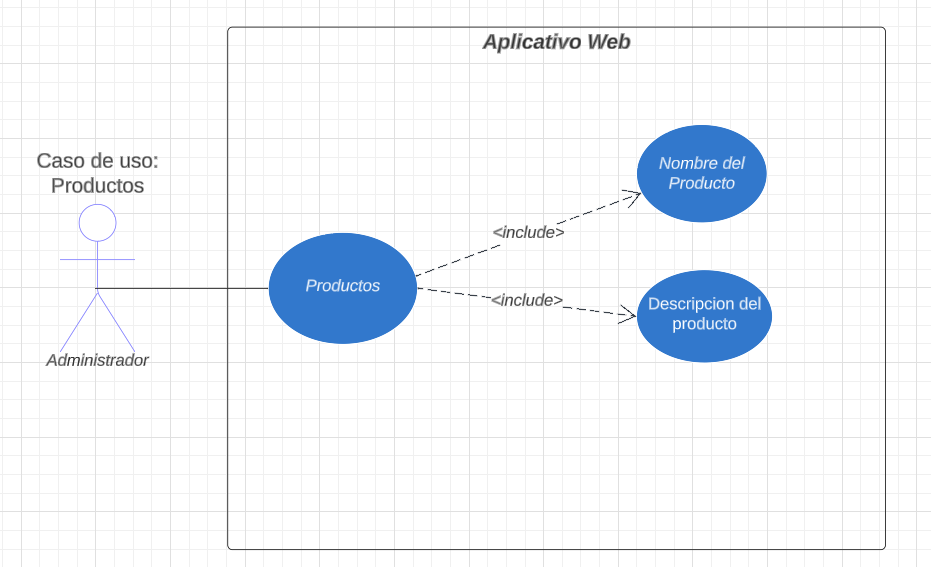 Aplicativo Web
Caso de uso:
Productos
Administrador
Productos
<include>
<include>
Nombre del
Producto
Descripcion del
producto